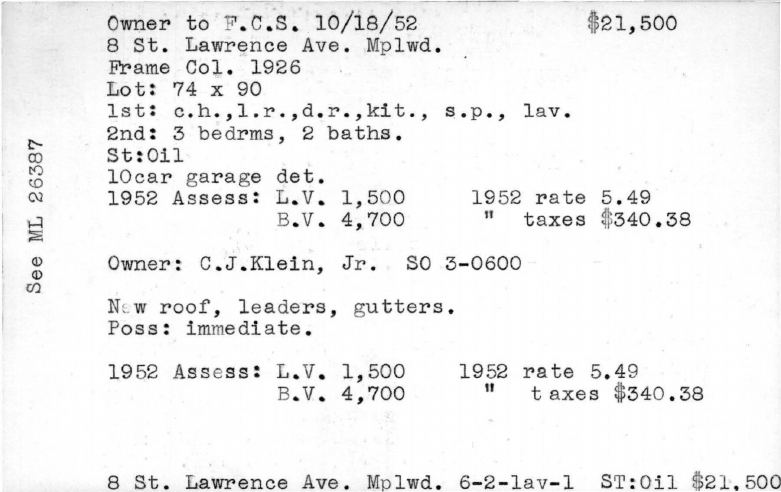 Owner to F.C.S. 10/18/52 $21,500
8 St. Lawrence Ave. Mplwd.
Frame Col. 1926
Lot: 74 x 90
1st: c.h.,l.r.,d.r.,kit., s.p., lav.
2nd: 3 bedrms, 2 baths.
St:Oil
10car garage det.
1952 Assess: L.V. 1,500 1952 rate 5.49
B.V. 4,700 " taxes $340.38
See ML 26387
Owner: C.J.Klein, Jr. SO 3-0600
New roof, leaders, gutters.
Poss: immediate.
1952 Assess: L.V. 1,500 1952 rate 5.49
B.V. 4,700 " taxes $340.38
8 St. Lawrence Ave. Mplwd. 6-2-lav-1 ST:Oil $21,500